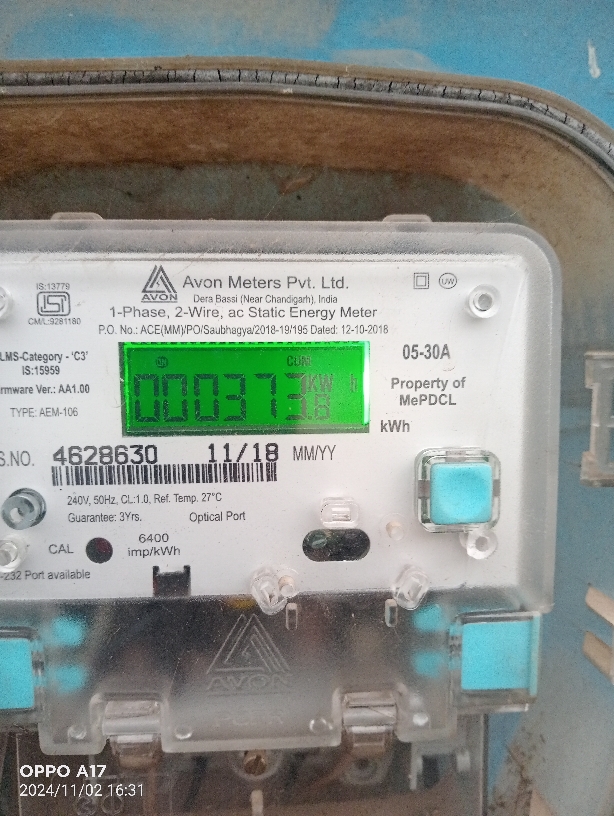 IS:13779
CM/L:9281180
AVON
Avon Meters Pvt. Ltd.
Dera Bassi (Near Chandigarh), India
1-Phase, 2-Wire, ac Static Energy Meter
P.O. No.: ACE(MM)/PO/Saubhagya/2018-19/195 Dated: 12-10-2018
UW
LMS-Category - 'C3'
IS:15959
rmware Ver.: AA1.00
TYPE: AEM-106
CUM
KW h
05-30A
Property of
MePDCL
kWh
S.NO. 4628630 11/18 MM/YY
240V, 50Hz, CL:1.0, Ref. Temp. 27°C
Guarantee: 3Yrs. Optical Port
CAL
6400
imp/kWh
-232 Port available
AVON
OPPO A17
2024/11/02 16:31